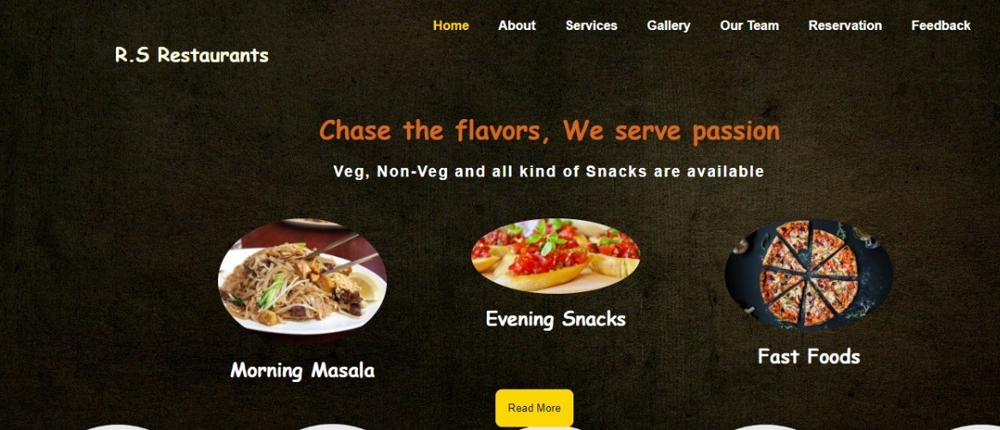 Home About Services Gallery Our Team Reservation Feedback
R.S Restaurants
Chase the flavors, We serve passion
Veg, Non-Veg and all kind of Snacks are available
Evening Snacks
Fast Foods
Morning Masala
Read More